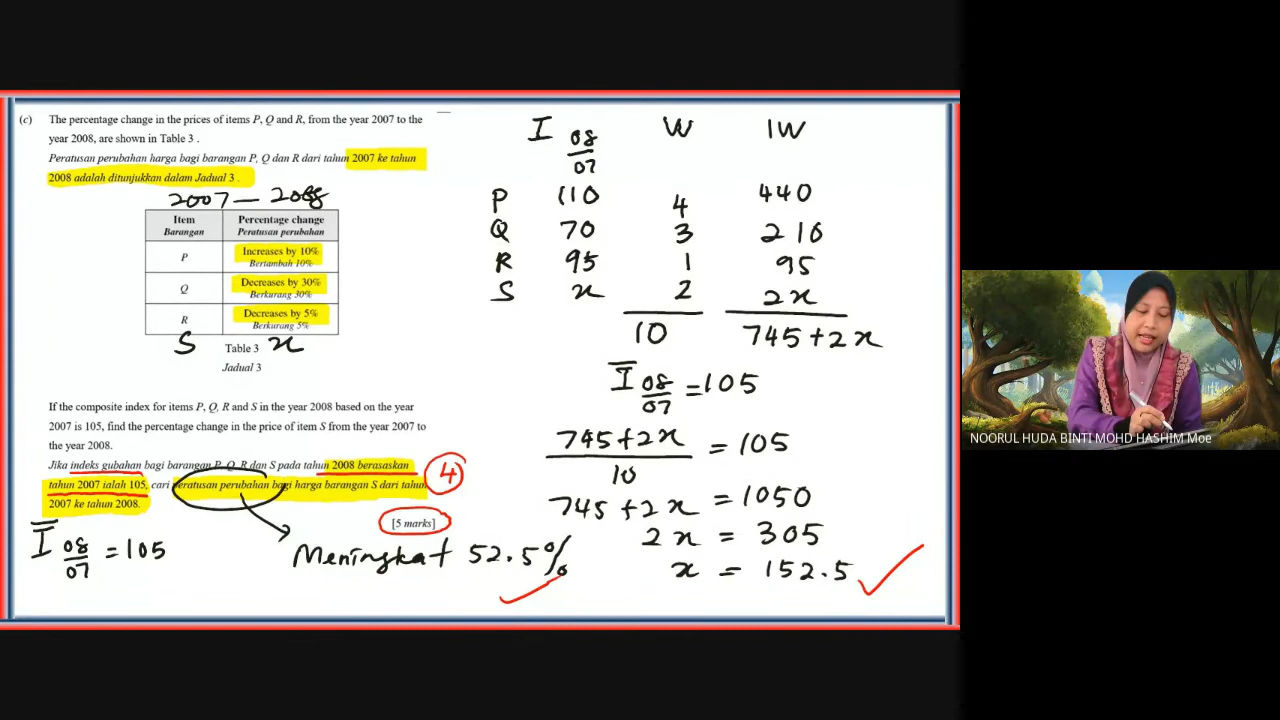 (c) The percentage change in the prices of items P, Q and R, from the year 2007 to the
year 2008, are shown in Table 3 .
Peratusan perubahan harga bagi barangan P, Q dan R dari tahun 2007 ke tahun
2008 adalah ditunjukkan dalam Jadual 3 .
2007 — 2008
Item Percentage change
Barangan Peratusan perubahan
P Increases by 10%
Bertambah 10%
Q Decreases by 30%
Berkurang 30%
R Decreases by 5%
Berkurang 5%
S x
Table 3
Jadual 3
If the composite index for items P, Q, R and S in the year 2008 based on the year
2007 is 105, find the percentage change in the price of item S from the year 2007 to
the year 2008.
Jika indeks gubahan bagi barangan P, Q, R dan S pada tahun 2008 berasaskan
tahun 2007 ialah 105, cari peratusan perubahan bagi harga barangan S dari tahun
2007 ke tahun 2008.
4
[5 marks]
I 08/07 = 105
Meningkat 52.5%
I 08/07 W IW
P 110 4 440
Q 70 3 210
R 95 1 95
S x 2 2x
10 745+2x
I 08/07 = 105
745+2x / 10 = 105
745+2x = 1050
2x = 305
x = 152.5
NOORUL HUDA BINTI MOHD HASHIM Moe